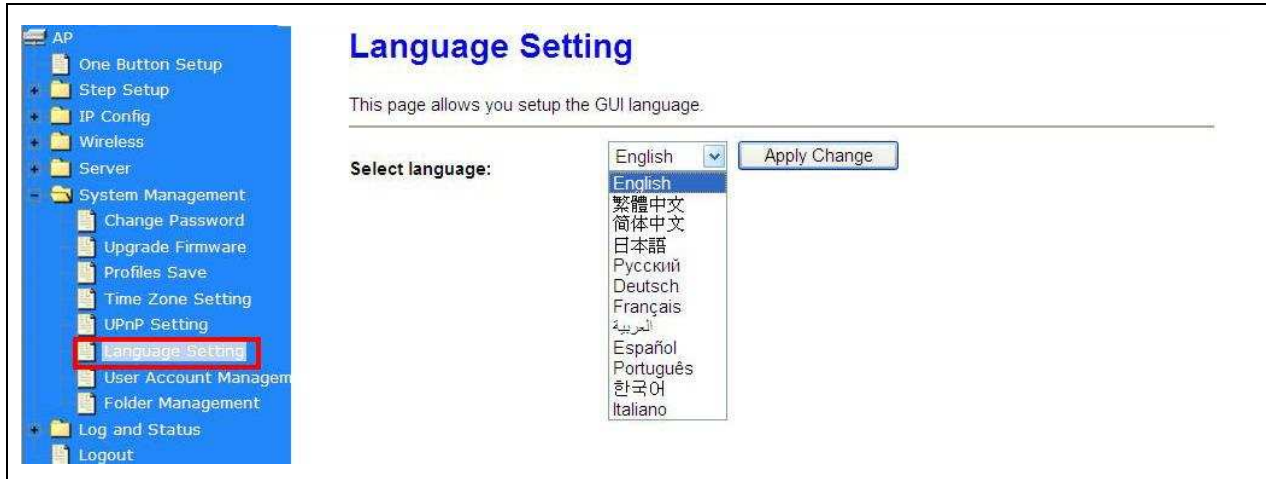 AP
One Button Setup
Step Setup
IP Config
Wireless
Server
System Management
Change Password
Upgrade Firmware
Profiles Save
Time Zone Setting
UPnP Setting
Language Setting
User Account Managem
Folder Management
Log and Status
Logout
Language Setting
This page allows you setup the GUI language.
Select language:
English
Apply Change
English
繁體中文
简体中文
日本語
Русский
Deutsch
Français
العربية
Español
Português
한국어
Italiano